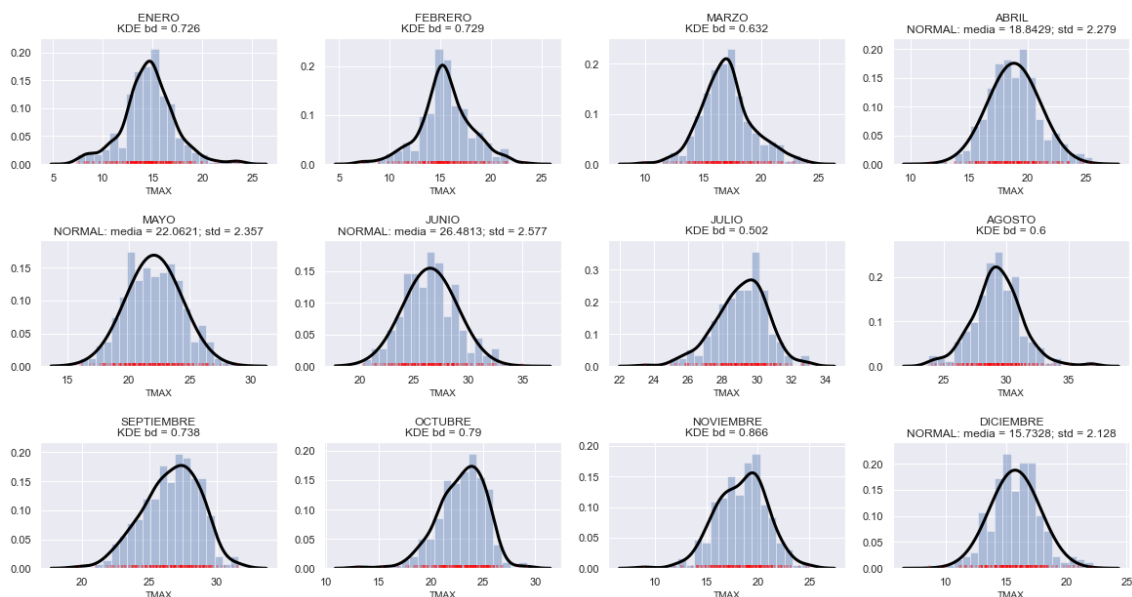 ENERO
KDE bd = 0.726
0.20
0.15
0.10
0.05
0.00
5 10 15 20 25
TMAX
FEBRERO
KDE bd = 0.729
0.2
0.1
0.0
5 10 15 20 25
TMAX
MARZO
KDE bd = 0.632
0.2
0.1
0.0
10 15 20 25
TMAX
ABRIL
NORMAL: media = 18.8429; std = 2.279
0.20
0.15
0.10
0.05
0.00
10 15 20 25
TMAX
MAYO
NORMAL: media = 22.0621; std = 2.357
0.15
0.10
0.05
0.00
15 20 25 30
TMAX
JUNIO
NORMAL: media = 26.4813; std = 2.577
0.15
0.10
0.05
0.00
20 25 30 35
TMAX
JULIO
KDE bd = 0.502
0.3
0.2
0.1
0.0
22 24 26 28 30 32 34
TMAX
AGOSTO
KDE bd = 0.6
0.2
0.1
0.0
25 30 35
TMAX
SEPTIEMBRE
KDE bd = 0.738
0.20
0.15
0.10
0.05
0.00
20 25 30
TMAX
OCTUBRE
KDE bd = 0.79
0.20
0.15
0.10
0.05
0.00
10 15 20 25 30
TMAX
NOVIEMBRE
KDE bd = 0.866
0.20
0.15
0.10
0.05
0.00
10 15 20 25
TMAX
DICIEMBRE
NORMAL: media = 15.7328; std = 2.128
0.20
0.15
0.10
0.05
0.00
10 15 20 25
TMAX